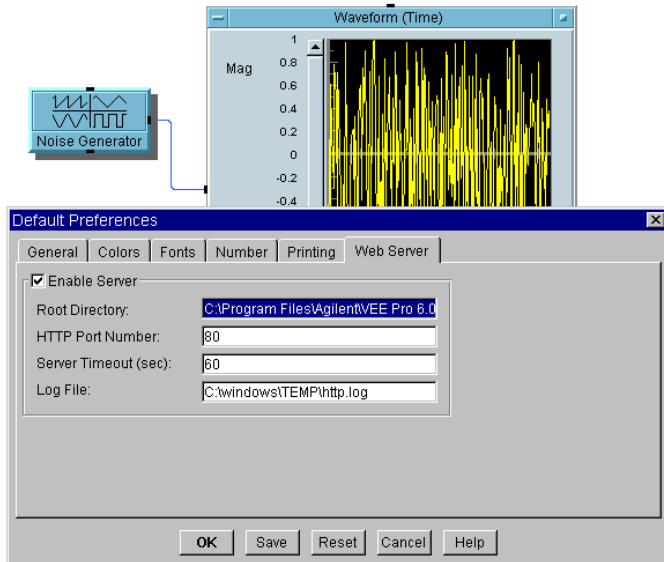 Waveform (Time)
Mag
1
0.8
0.6
0.4
0.2
0
-0.2
-0.4
Noise Generator
Default Preferences
General Colors Fonts Number Printing Web Server
Enable Server
Root Directory: C:\Program Files\Agilent\VEE Pro 6.0
HTTP Port Number: 80
Server Timeout (sec): 60
Log File: C:\windows\TEMP\http.log
OK Save Reset Cancel Help